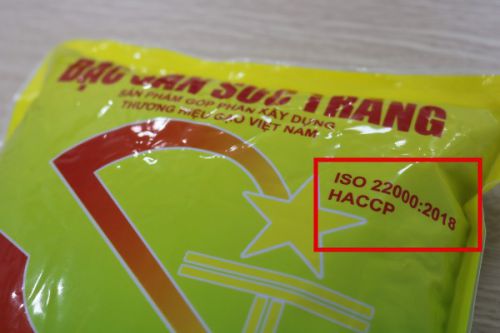 ĐẶC SẢN SÓC TRĂNG
SẢN PHẨM GÓP PHẦN XÂY DỰNG
THƯƠNG HIỆU GẠO VIỆT NAM
ISO 22000:2018
HACCP